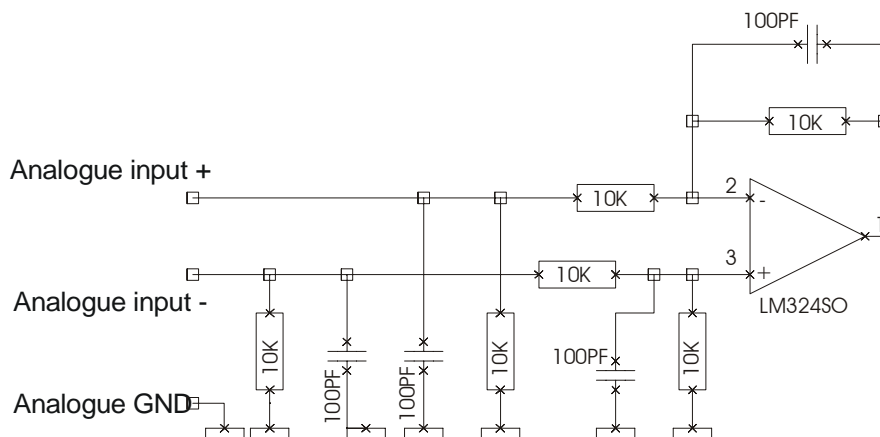 100PF
10K
Analogue input +
2
10K
-
1
3
10K
+
Analogue input -
LM324SO
10K
100PF
100PF
10K
100PF
10K
Analogue GND